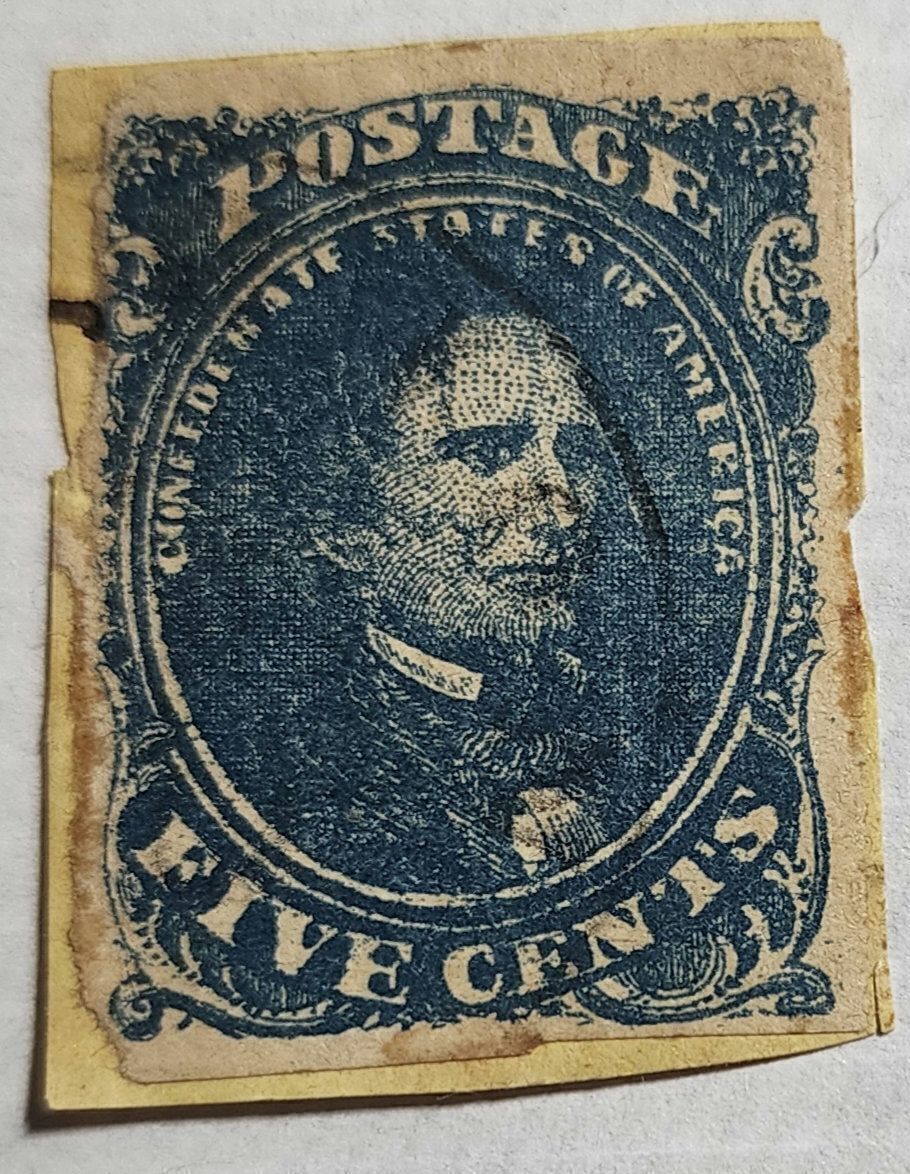 POSTAGE
CONFEDERATE STATES OF AMERICA
FIVE CENTS